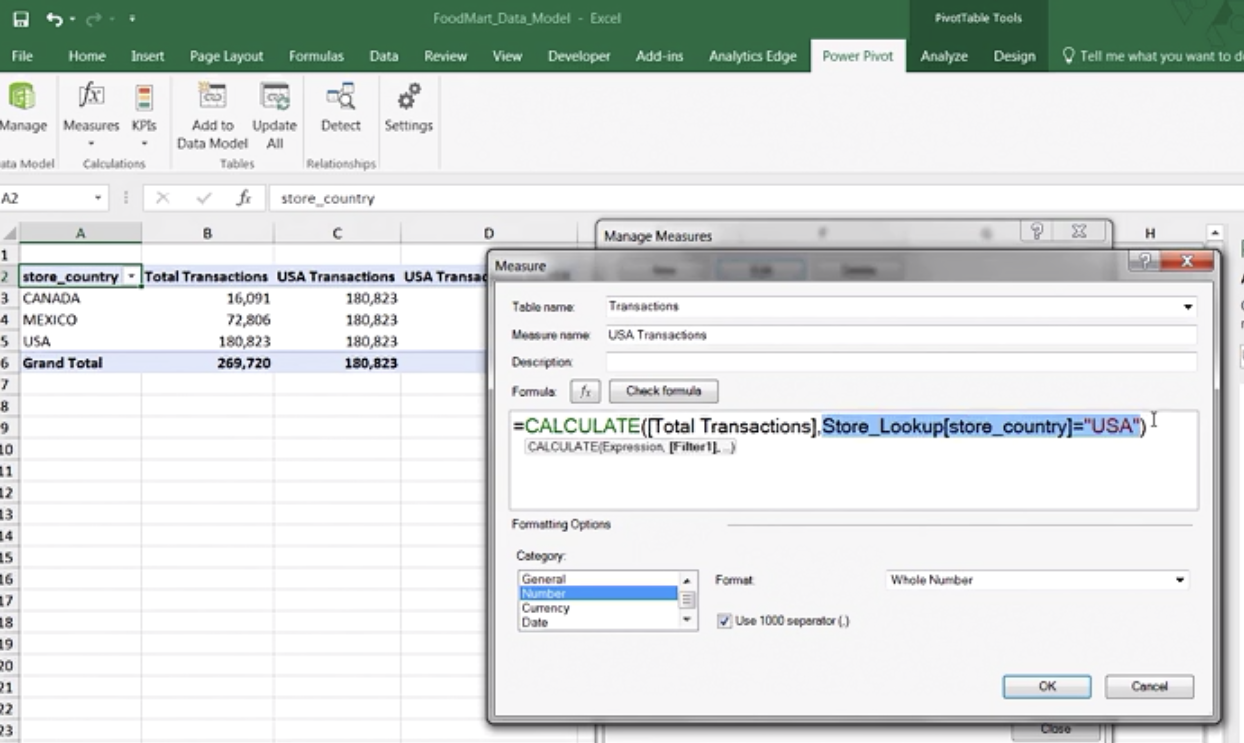 FoodMart_Data_Model - Excel
PivotTable Tools
File Home Insert Page Layout Formulas Data Review View Developer Add-ins Analytics Edge Power Pivot Analyze Design Tell me what you want to d
Manage Measures KPIs Add to Data Model Update All Detect Settings
ata Model Calculations Tables Relationships
A2 fx store_country
A B C D H
Manage Measures
1
Measure
2 store_country Total Transactions USA Transactions USA Transac
3 CANADA 16,091 180,823
4 MEXICO 72,806 180,823
5 USA 180,823 180,823
6 Grand Total 269,720 180,823
7
8
9
10
11
12
13
14
15
16
17
18
19
20
21
22
23
Table name: Transactions
Measure name: USA Transactions
Description:
Formula: fx Check formula
=CALCULATE([Total Transactions],Store_Lookup[store_country]="USA")
CALCULATE(Expression, [Filter1], ...)
Formatting Options
Category:
General
Number
Currency
Date
Format: Whole Number
Use 1000 separator (,)
OK Cancel
Close